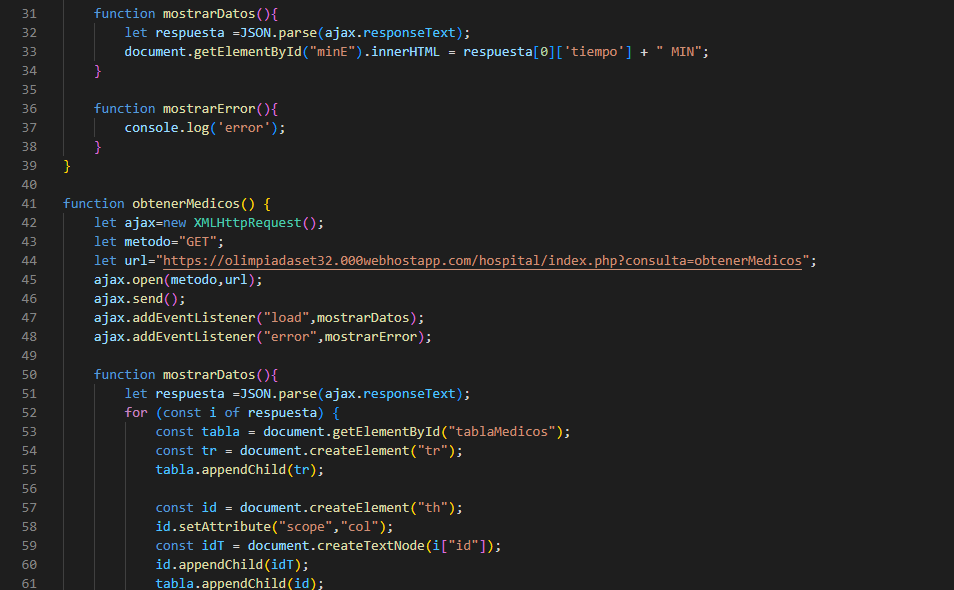 31 function mostrarDatos(){
32 let respuesta =JSON.parse(ajax.responseText);
33 document.getElementById("minE").innerHTML = respuesta[0]['tiempo'] + " MIN";
34 }
35
36 function mostrarError(){
37 console.log('error');
38 }
39 }
40
41 function obtenerMedicos() {
42 let ajax=new XMLHttpRequest();
43 let metodo="GET";
44 let url="https://olimpiadaset32.000webhostapp.com/hospital/index.php?consulta=obtenerMedicos";
45 ajax.open(metodo,url);
46 ajax.send();
47 ajax.addEventListener("load",mostrarDatos);
48 ajax.addEventListener("error",mostrarError);
49
50 function mostrarDatos(){
51 let respuesta =JSON.parse(ajax.responseText);
52 for (const i of respuesta) {
53 const tabla = document.getElementById("tablaMedicos");
54 const tr = document.createElement("tr");
55 tabla.appendChild(tr);
56
57 const id = document.createElement("th");
58 id.setAttribute("scope","col");
59 const idT = document.createTextNode(i["id"]);
60 id.appendChild(idT);
61 tabla.appendChild(id);